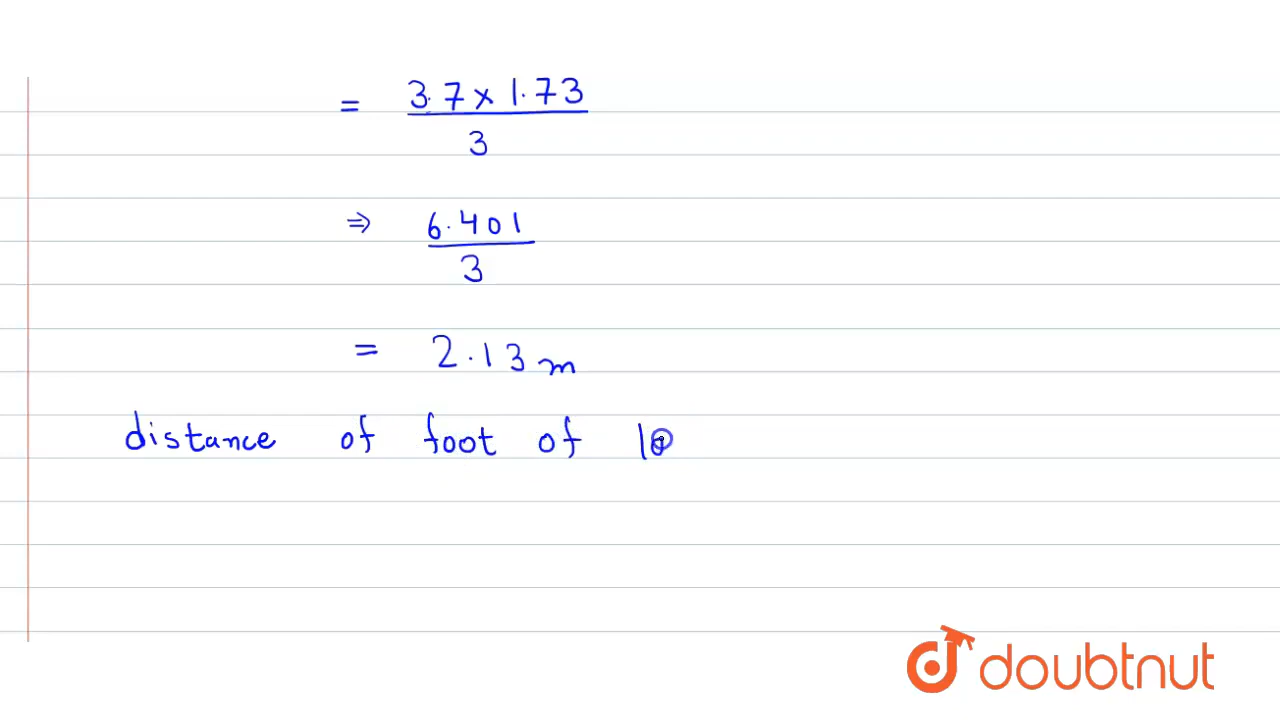 = 3.7 x 1.73
3
⇒ 6.401
3
= 2.13 m
distance of foot of
doubtnut